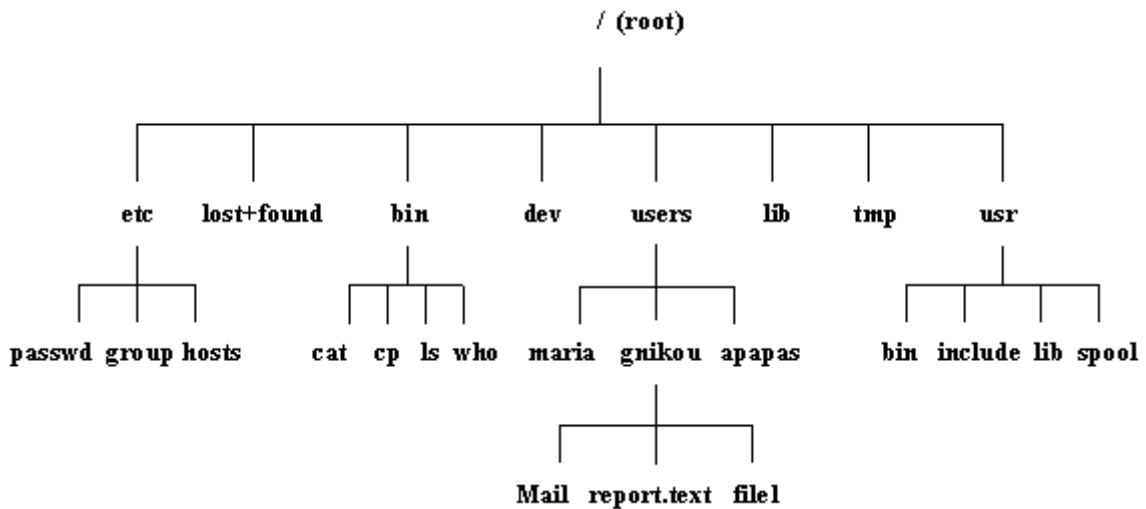 / (root)
etc lost+found bin dev users lib tmp usr
passwd group hosts cat cp ls who maria gnikou apapas bin include lib spool
Mail report.text file1